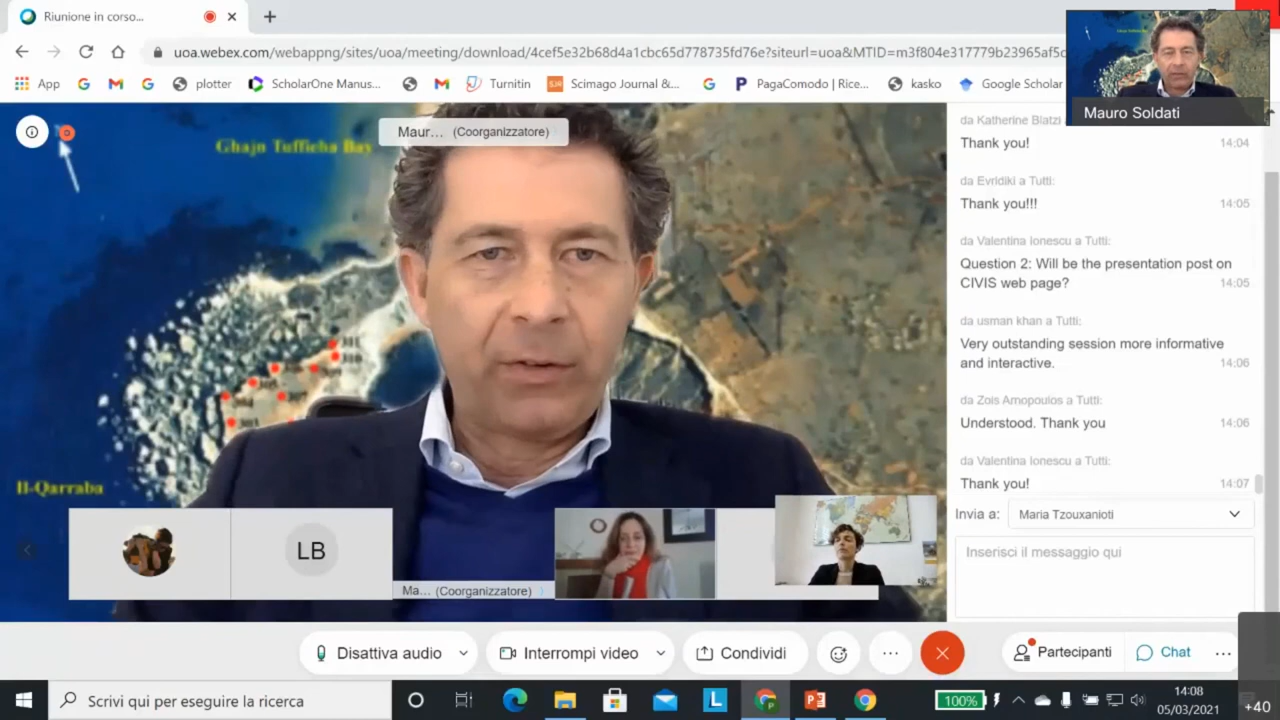 Riunione in corso...
uoa.webex.com/webappng/sites/uoa/meeting/download/4cef5e32b68d4a1cbc65d778735fd76e?siteurl=uoa&MTID=m3f804e317779b23965af5c
App
plotter
ScholarOne Manus...
Turnitin
Scimago Journal &...
PagaComodo | Rice...
kasko
Google Scholar
Mauro Soldati
Ghajn Tuffieha Bay
Maur... (Coorganizzatore)
Il-Qarraba
LB
Ma... (Coorganizzatore)
da Katherine Blatzi
Thank you!
14:04
da Evridiki a Tutti:
Thank you!!!
14:05
da Valentina Ionescu a Tutti:
Question 2: Will be the presentation post on
CIVIS web page?
14:05
da usman khan a Tutti:
Very outstanding session more informative
and interactive.
14:06
da Zois Arnopoulos a Tutti:
Understood. Thank you
14:06
da Valentina Ionescu a Tutti:
Thank you!
14:07
Invia a: Maria Tzouxanioti
Inserisci il messaggio qui
Disattiva audio
Interrompi video
Condividi
Partecipanti
Chat
Scrivi qui per eseguire la ricerca
100%
14:08
05/03/2021
+40